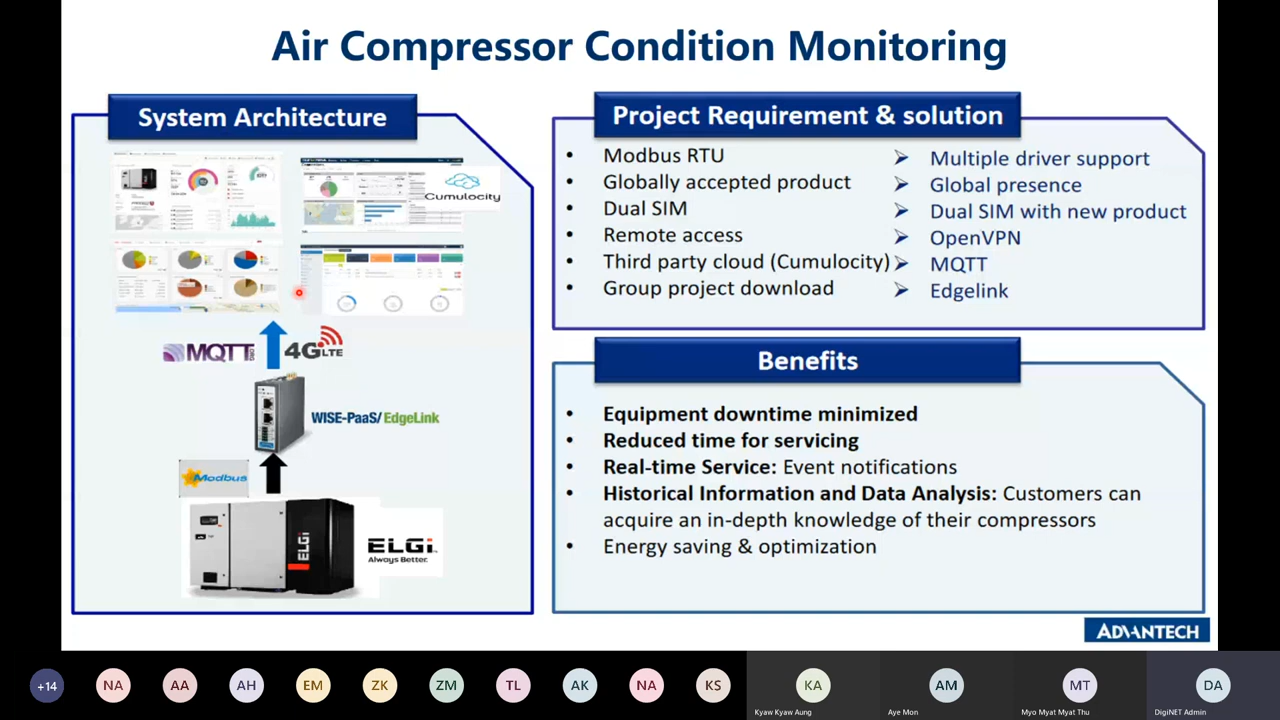 Air Compressor Condition Monitoring
System Architecture
Cumulocity
MQTT
4G LTE
WISE-PaaS/ EdgeLink
Modbus
ELGi
ELGi
Always Better.
Project Requirement & solution
• Modbus RTU
• Globally accepted product
• Dual SIM
• Remote access
• Third party cloud (Cumulocity)
• Group project download
➢ Multiple driver support
➢ Global presence
➢ Dual SIM with new product
➢ OpenVPN
➢ MQTT
➢ Edgelink
Benefits
• Equipment downtime minimized
• Reduced time for servicing
• Real-time Service: Event notifications
• Historical Information and Data Analysis: Customers can
acquire an in-depth knowledge of their compressors
• Energy saving & optimization
ADVANTECH
+14
NA
AA
AH
EM
ZK
ZM
TL
AK
NA
KS
KA
Kyaw Kyaw Aung
AM
Aye Mon
MT
Myo Myat Myat Thu
DA
DigiNET Admin